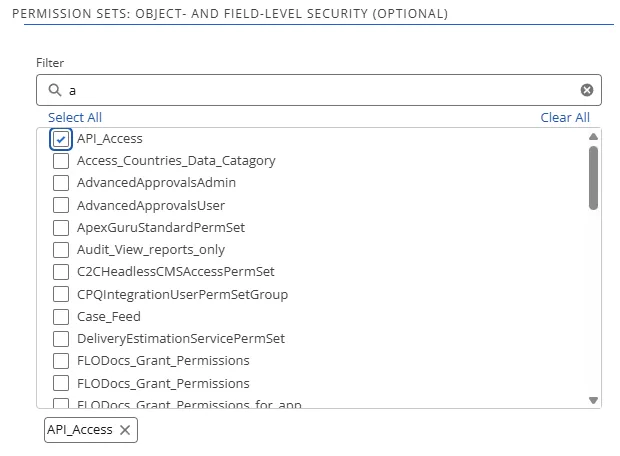 PERMISSION SETS: OBJECT- AND FIELD-LEVEL SECURITY (OPTIONAL)
Filter
a
Select All Clear All
API_Access
Access_Countries_Data_Catagory
AdvancedApprovalsAdmin
AdvancedApprovalsUser
ApexGuruStandardPermSet
Audit_View_reports_only
C2CHeadlessCMSAccessPermSet
CPQIntegrationUserPermSetGroup
Case_Feed
DeliveryEstimationServicePermSet
FLODocs_Grant_Permissions
FLODocs_Grant_Permissions
FLODocs_Grant_Permissions_for_app
API_Access